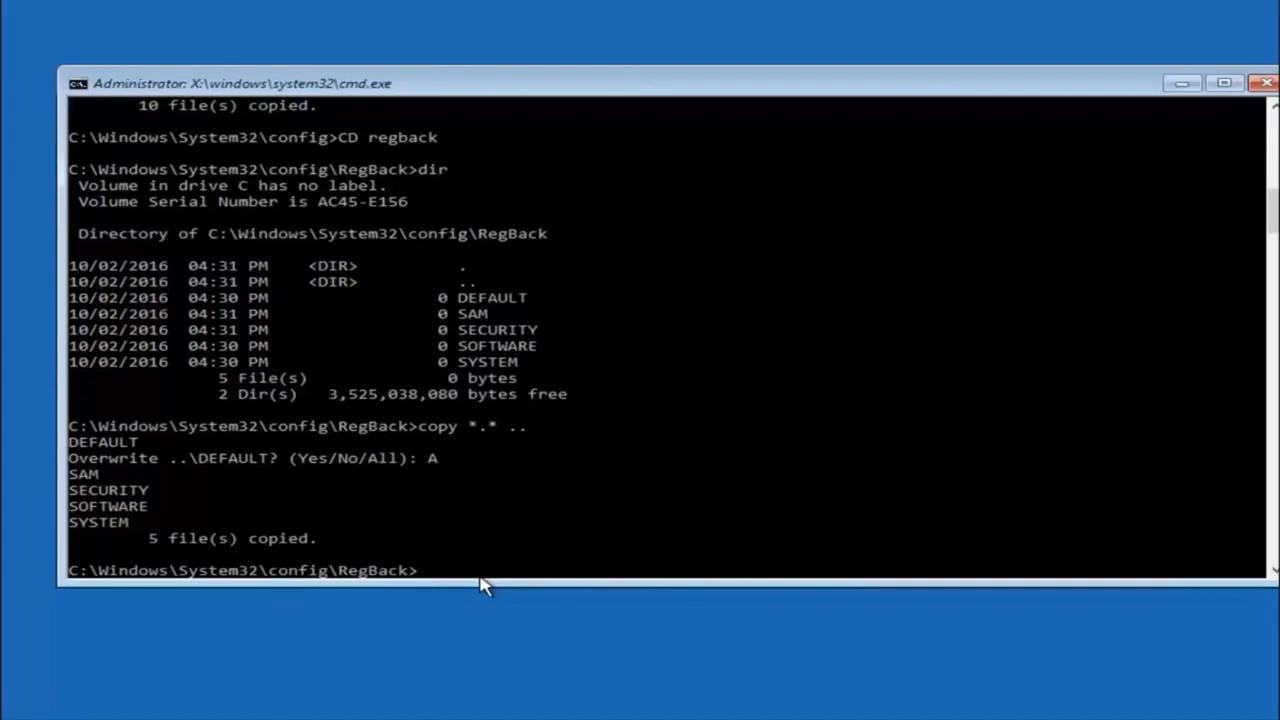 Administrator: X:\windows\system32\cmd.exe
10 file(s) copied.
C:\Windows\System32\config>CD regback
C:\Windows\System32\config\RegBack>dir
Volume in drive C has no label.
Volume Serial Number is AC45-E156
Directory of C:\Windows\System32\config\RegBack
10/02/2016  04:31 PM    <DIR>          .
10/02/2016  04:31 PM    <DIR>          ..
10/02/2016  04:30 PM                 0 DEFAULT
10/02/2016  04:31 PM                 0 SAM
10/02/2016  04:31 PM                 0 SECURITY
10/02/2016  04:30 PM                 0 SOFTWARE
10/02/2016  04:30 PM                 0 SYSTEM
5 File(s)              0 bytes
2 Dir(s)   3,525,038,080 bytes free
C:\Windows\System32\config\RegBack>copy *.* ..
DEFAULT
Overwrite ..\DEFAULT? (Yes/No/All): A
SAM
SECURITY
SOFTWARE
SYSTEM
5 file(s) copied.
C:\Windows\System32\config\RegBack>